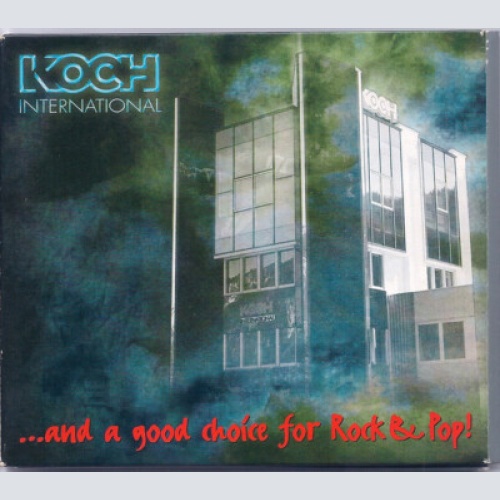 KOCH
INTERNATIONAL
KOCH
...and a good choice for Rock & Pop!